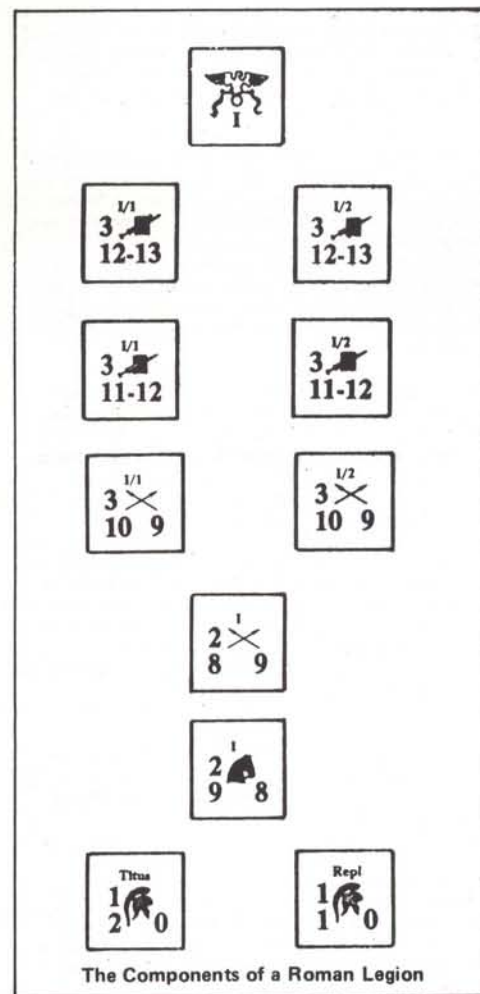 I
I/1 I/2
3 3
12-13 12-13
I/1 I/2
3 3
11-12 11-12
I/1 I/2
3 3
10 9 10 9
I
2
8 9
I
2
9 8
Titus Repl
1 1
2 0 1 0
The Components of a Roman Legion